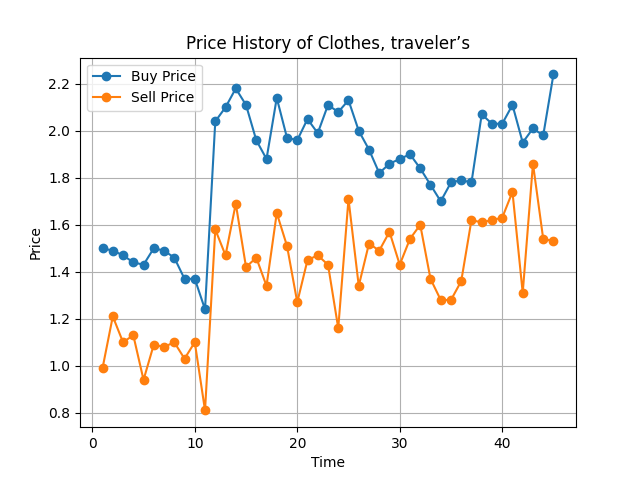 Price History of Clothes, traveler’s
Buy Price
Sell Price
Price
2.2
2.0
1.8
1.6
1.4
1.2
1.0
0.8
0 10 20 30 40
Time